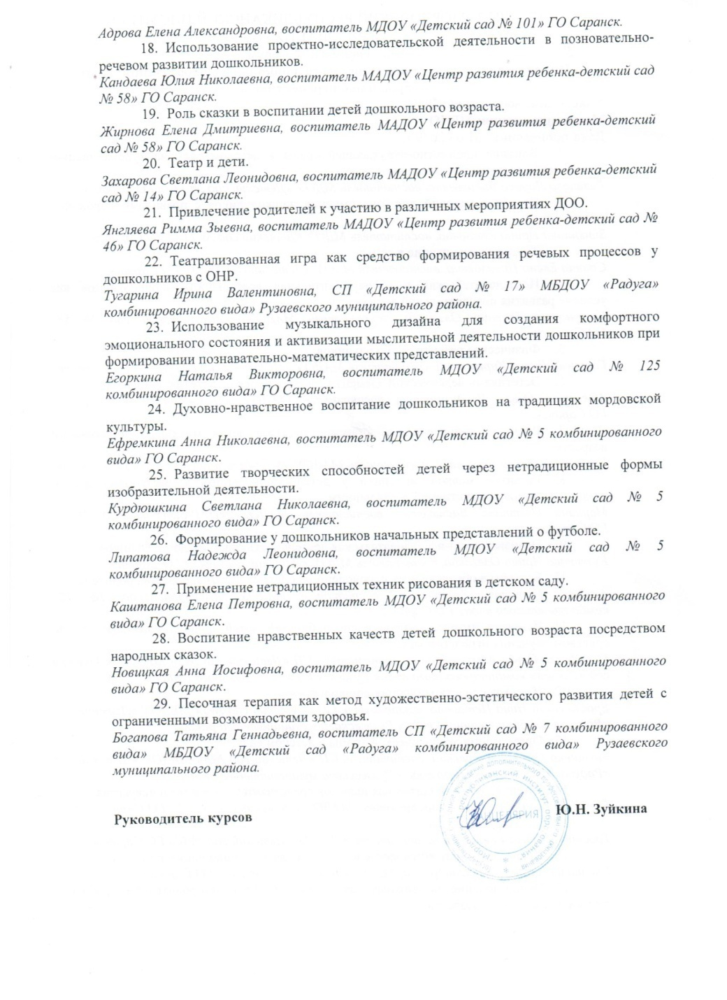 Адрова Елена Александровна, воспитатель МДОУ «Детский сад № 101» ГО Саранск.
18. Использование проектно-исследовательской деятельности в позновательно-
речевом развитии дошкольников.
Кандаева Юлия Николаевна, воспитатель МАДОУ «Центр развития ребенка-детский сад
№ 58» ГО Саранск.
19. Роль сказки в воспитании детей дошкольного возраста.
Жирнова Елена Дмитриевна, воспитатель МАДОУ «Центр развития ребенка-детский
сад № 58» ГО Саранск.
20. Театр и дети.
Захарова Светлана Леонидовна, воспитатель МАДОУ «Центр развития ребенка-детский
сад № 14» ГО Саранск.
21. Привлечение родителей к участию в различных мероприятиях ДОО.
Янгляева Римма Зыевна, воспитатель МАДОУ «Центр развития ребенка-детский сад №
46» ГО Саранск.
22. Театрализованная игра как средство формирования речевых процессов у
дошкольников с ОНР.
Тугарина Ирина Валентиновна, СП «Детский сад № 17» МБДОУ «Радуга»
комбинированного вида» Рузаевского муниципального района.
23. Использование музыкального дизайна для создания комфортного
эмоционального состояния и активизации мыслительной деятельности дошкольников при
формировании познавательно-математических представлений.
Егоркина Наталья Викторовна, воспитатель МДОУ «Детский сад № 125
комбинированного вида» ГО Саранск.
24. Духовно-нравственное воспитание дошкольников на традициях мордовской
культуры.
Ефремкина Анна Николаевна, воспитатель МДОУ «Детский сад № 5 комбинированного
вида» ГО Саранск.
25. Развитие творческих способностей детей через нетрадиционные формы
изобразительной деятельности.
Курдюшкина Светлана Николаевна, воспитатель МДОУ «Детский сад № 5
комбинированного вида» ГО Саранск.
26. Формирование у дошкольников начальных представлений о футболе.
Липатова Надежда Леонидовна, воспитатель МДОУ «Детский сад № 5
комбинированного вида» ГО Саранск.
27. Применение нетрадиционных техник рисования в детском саду.
Каштанова Елена Петровна, воспитатель МДОУ «Детский сад № 5 комбинированного
вида» ГО Саранск.
28. Воспитание нравственных качеств детей дошкольного возраста посредством
народных сказок.
Новицкая Анна Иосифовна, воспитатель МДОУ «Детский сад № 5 комбинированного
вида» ГО Саранск.
29. Песочная терапия как метод художественно-эстетического развития детей с
ограниченными возможностями здоровья.
Богапова Татьяна Геннадьевна, воспитатель СП «Детский сад № 7 комбинированного
вида» МБДОУ «Детский сад «Радуга» комбинированного вида» Рузаевского
муниципального района.
Руководитель курсов
Ю.Н. Зуйкина
КАНЦЕЛЯРИЯ